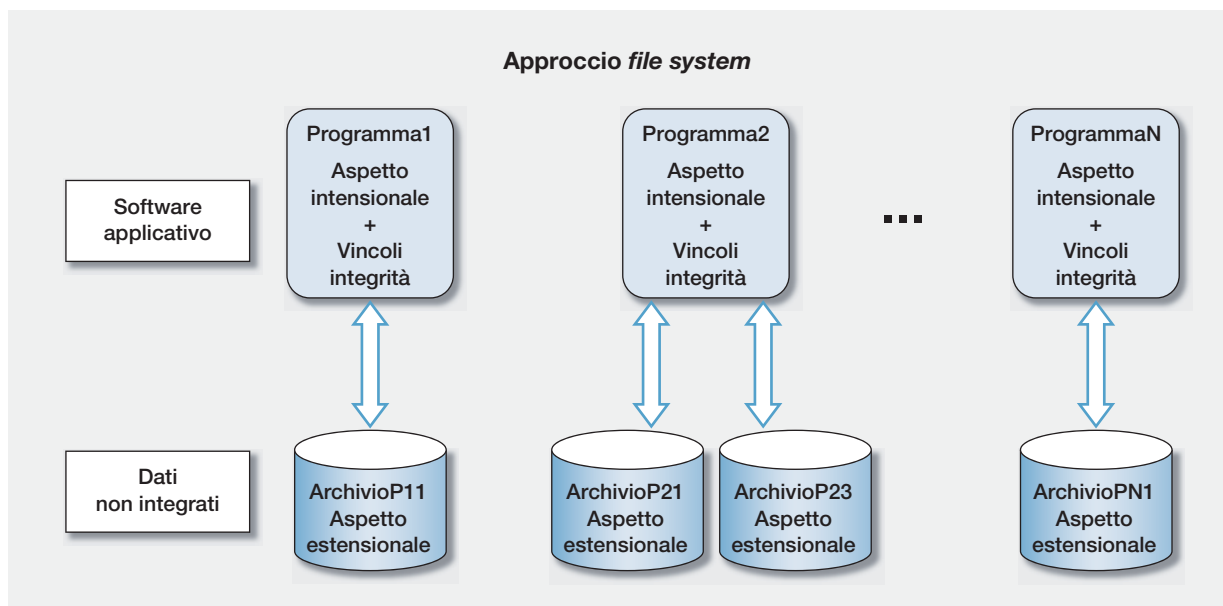 Approccio file system
Programma1
Aspetto
intensionale
+
Vincoli
integrità
Programma2
Aspetto
intensionale
+
Vincoli
integrità
ProgrammaN
Aspetto
intensionale
+
Vincoli
integrità
Software
applicativo
...
Dati
non integrati
ArchivioP11
Aspetto
estensionale
ArchivioP21
Aspetto
estensionale
ArchivioP23
Aspetto
estensionale
ArchivioPN1
Aspetto
estensionale